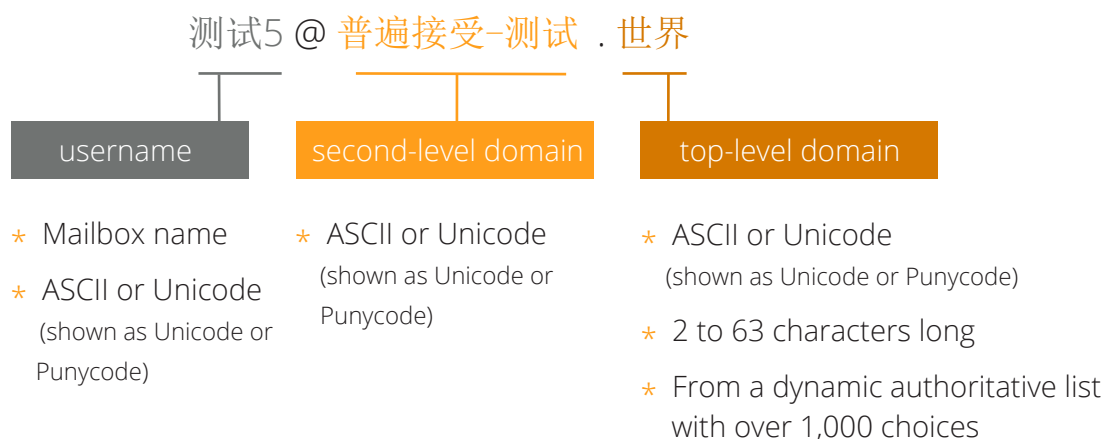 测试5 @ 普遍接受-测试 . 世界
username
second-level domain
top-level domain
* Mailbox name
* ASCII or Unicode
(shown as Unicode or
Punycode)
* ASCII or Unicode
(shown as Unicode or
Punycode)
* ASCII or Unicode
(shown as Unicode or Punycode)
* 2 to 63 characters long
* From a dynamic authoritative list
with over 1,000 choices